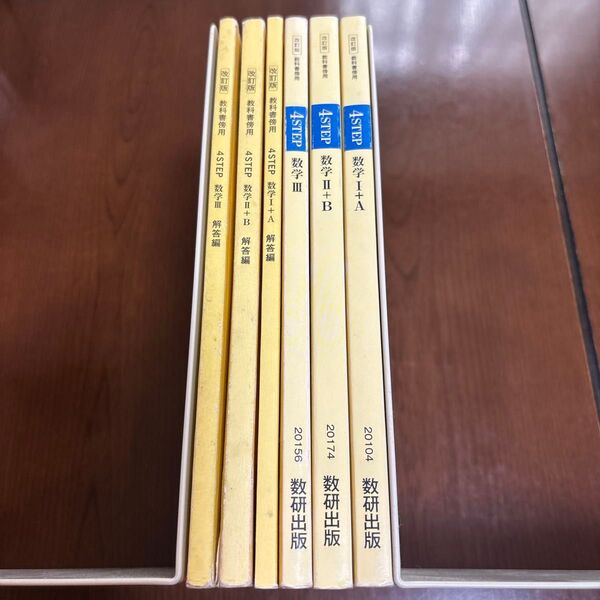 改訂版 教科書傍用 4STEP 数学Ⅲ 解答編
改訂版 教科書傍用 4STEP 数学Ⅱ+B 解答編
改訂版 教科書傍用 4STEP 数学Ⅰ+A 解答編
改訂版 教科書傍用 4STEP 数学Ⅲ 20156 数研出版
改訂版 教科書傍用 4STEP 数学Ⅱ+B 20174 数研出版
改訂版 教科書傍用 4STEP 数学Ⅰ+A 20104 数研出版